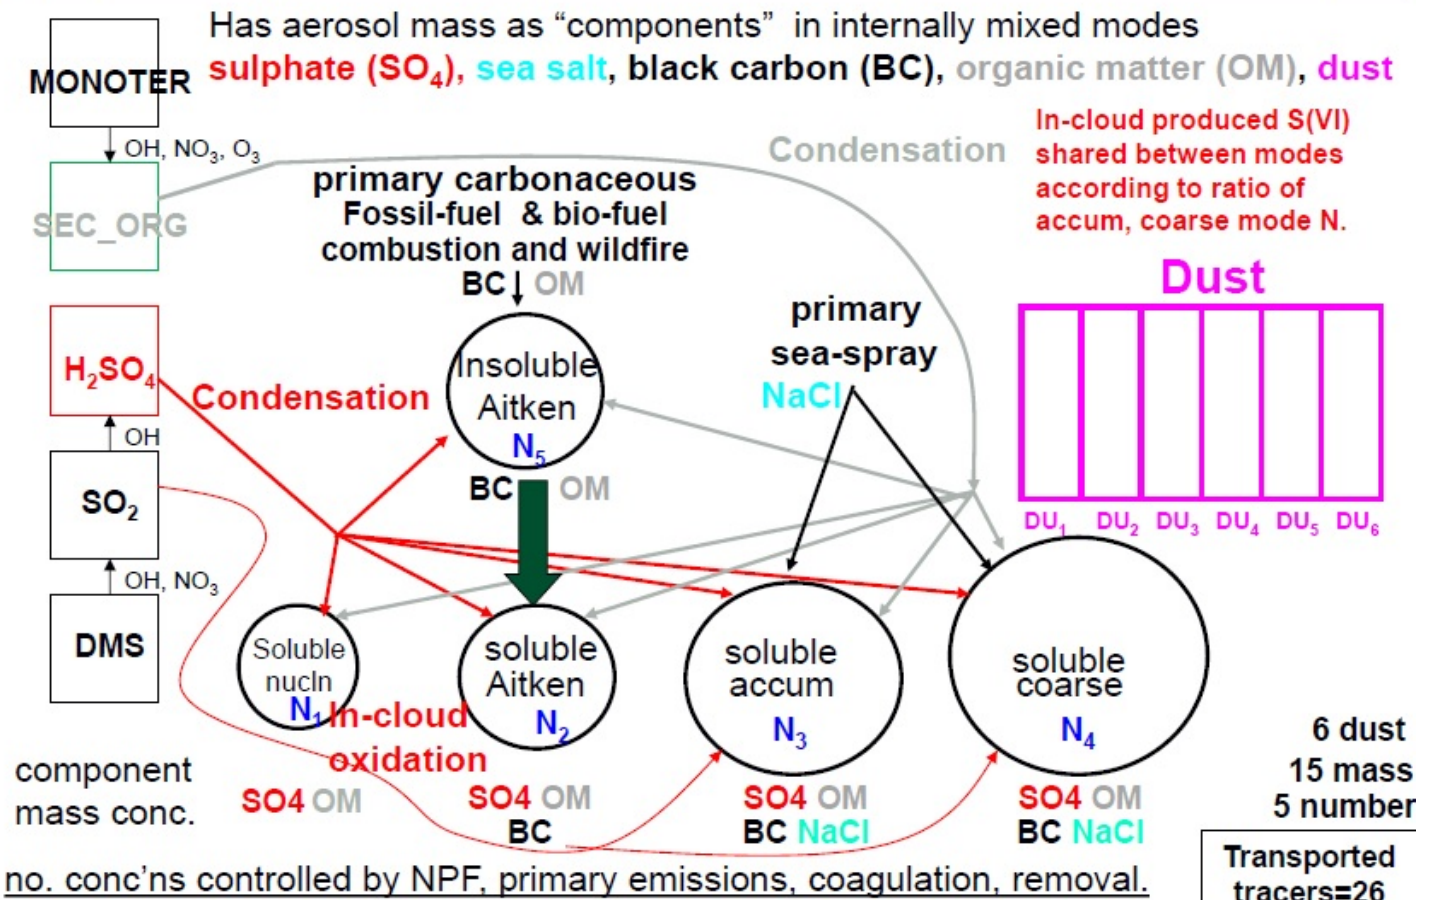 Has aerosol mass as “components” in internally mixed modes
sulphate (SO4), sea salt, black carbon (BC), organic matter (OM), dust
MONOTER
OH, NO3, O3
SEC_ORG
H2SO4
OH
SO2
OH, NO3
DMS
component
mass conc.
Condensation
primary carbonaceous
Fossil-fuel & bio-fuel
combustion and wildfire
BC OM
Insoluble
Aitken
N5
BC OM
Condensation
primary
sea-spray
NaCl
In-cloud produced S(VI)
shared between modes
according to ratio of
accum, coarse mode N.
Dust
DU1 DU2 DU3 DU4 DU5 DU6
Soluble
nucln
N1
In-cloud
oxidation
SO4 OM
soluble
Aitken
N2
SO4 OM
BC
soluble
accum
N3
SO4 OM
BC NaCl
soluble
coarse
N4
SO4 OM
BC NaCl
6 dust
15 mass
5 number
Transported
tracers=26
no. conc’ns controlled by NPF, primary emissions, coagulation, removal.